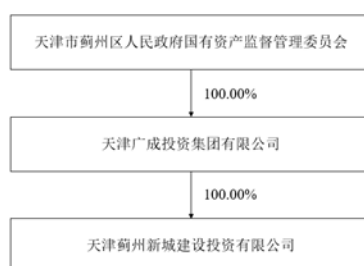 天津市蓟州区人民政府国有资产监督管理委员会
100.00%
天津广成投资集团有限公司
100.00%
天津蓟州新城建设投资有限公司